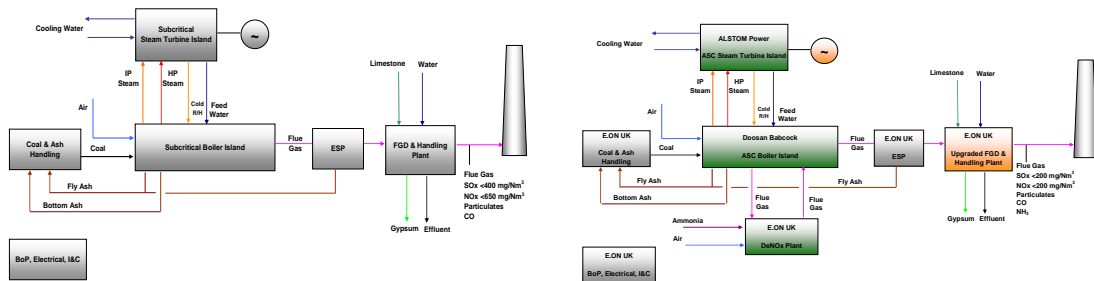 Subcritical
Steam Turbine Island
~
Cooling Water
IP
Steam
HP
Steam
Cold
R/H
Feed
Water
Limestone
Water
Air
Coal & Ash
Handling
Coal
Subcritical Boiler Island
Flue
Gas
ESP
FGD & Handling
Plant
Fly Ash
Bottom Ash
Flue Gas
SOx <400 mg/Nm³
NOx <650 mg/Nm³
Particulates
CO
Gypsum
Effluent
BoP, Electrical, I&C
ALSTOM Power
ASC Steam Turbine Island
~
Cooling Water
IP
Steam
HP
Steam
Cold
R/H
Feed
Water
Limestone
Water
Air
E.ON UK
Coal & Ash
Handling
Coal
Doosan Babcock
ASC Boiler Island
Flue
Gas
E.ON UK
ESP
E.ON UK
Upgraded FGD
& Handling Plant
Fly Ash
Fly Ash
Bottom Ash
Flue
Gas
Flue
Gas
Flue Gas
SOx <200 mg/Nm³
NOx <200 mg/Nm³
Particulates
CO
NH₃
Gypsum
Effluent
Ammonia
Air
E.ON UK
DeNOx Plant
E.ON UK
BoP, Electrical, I&C